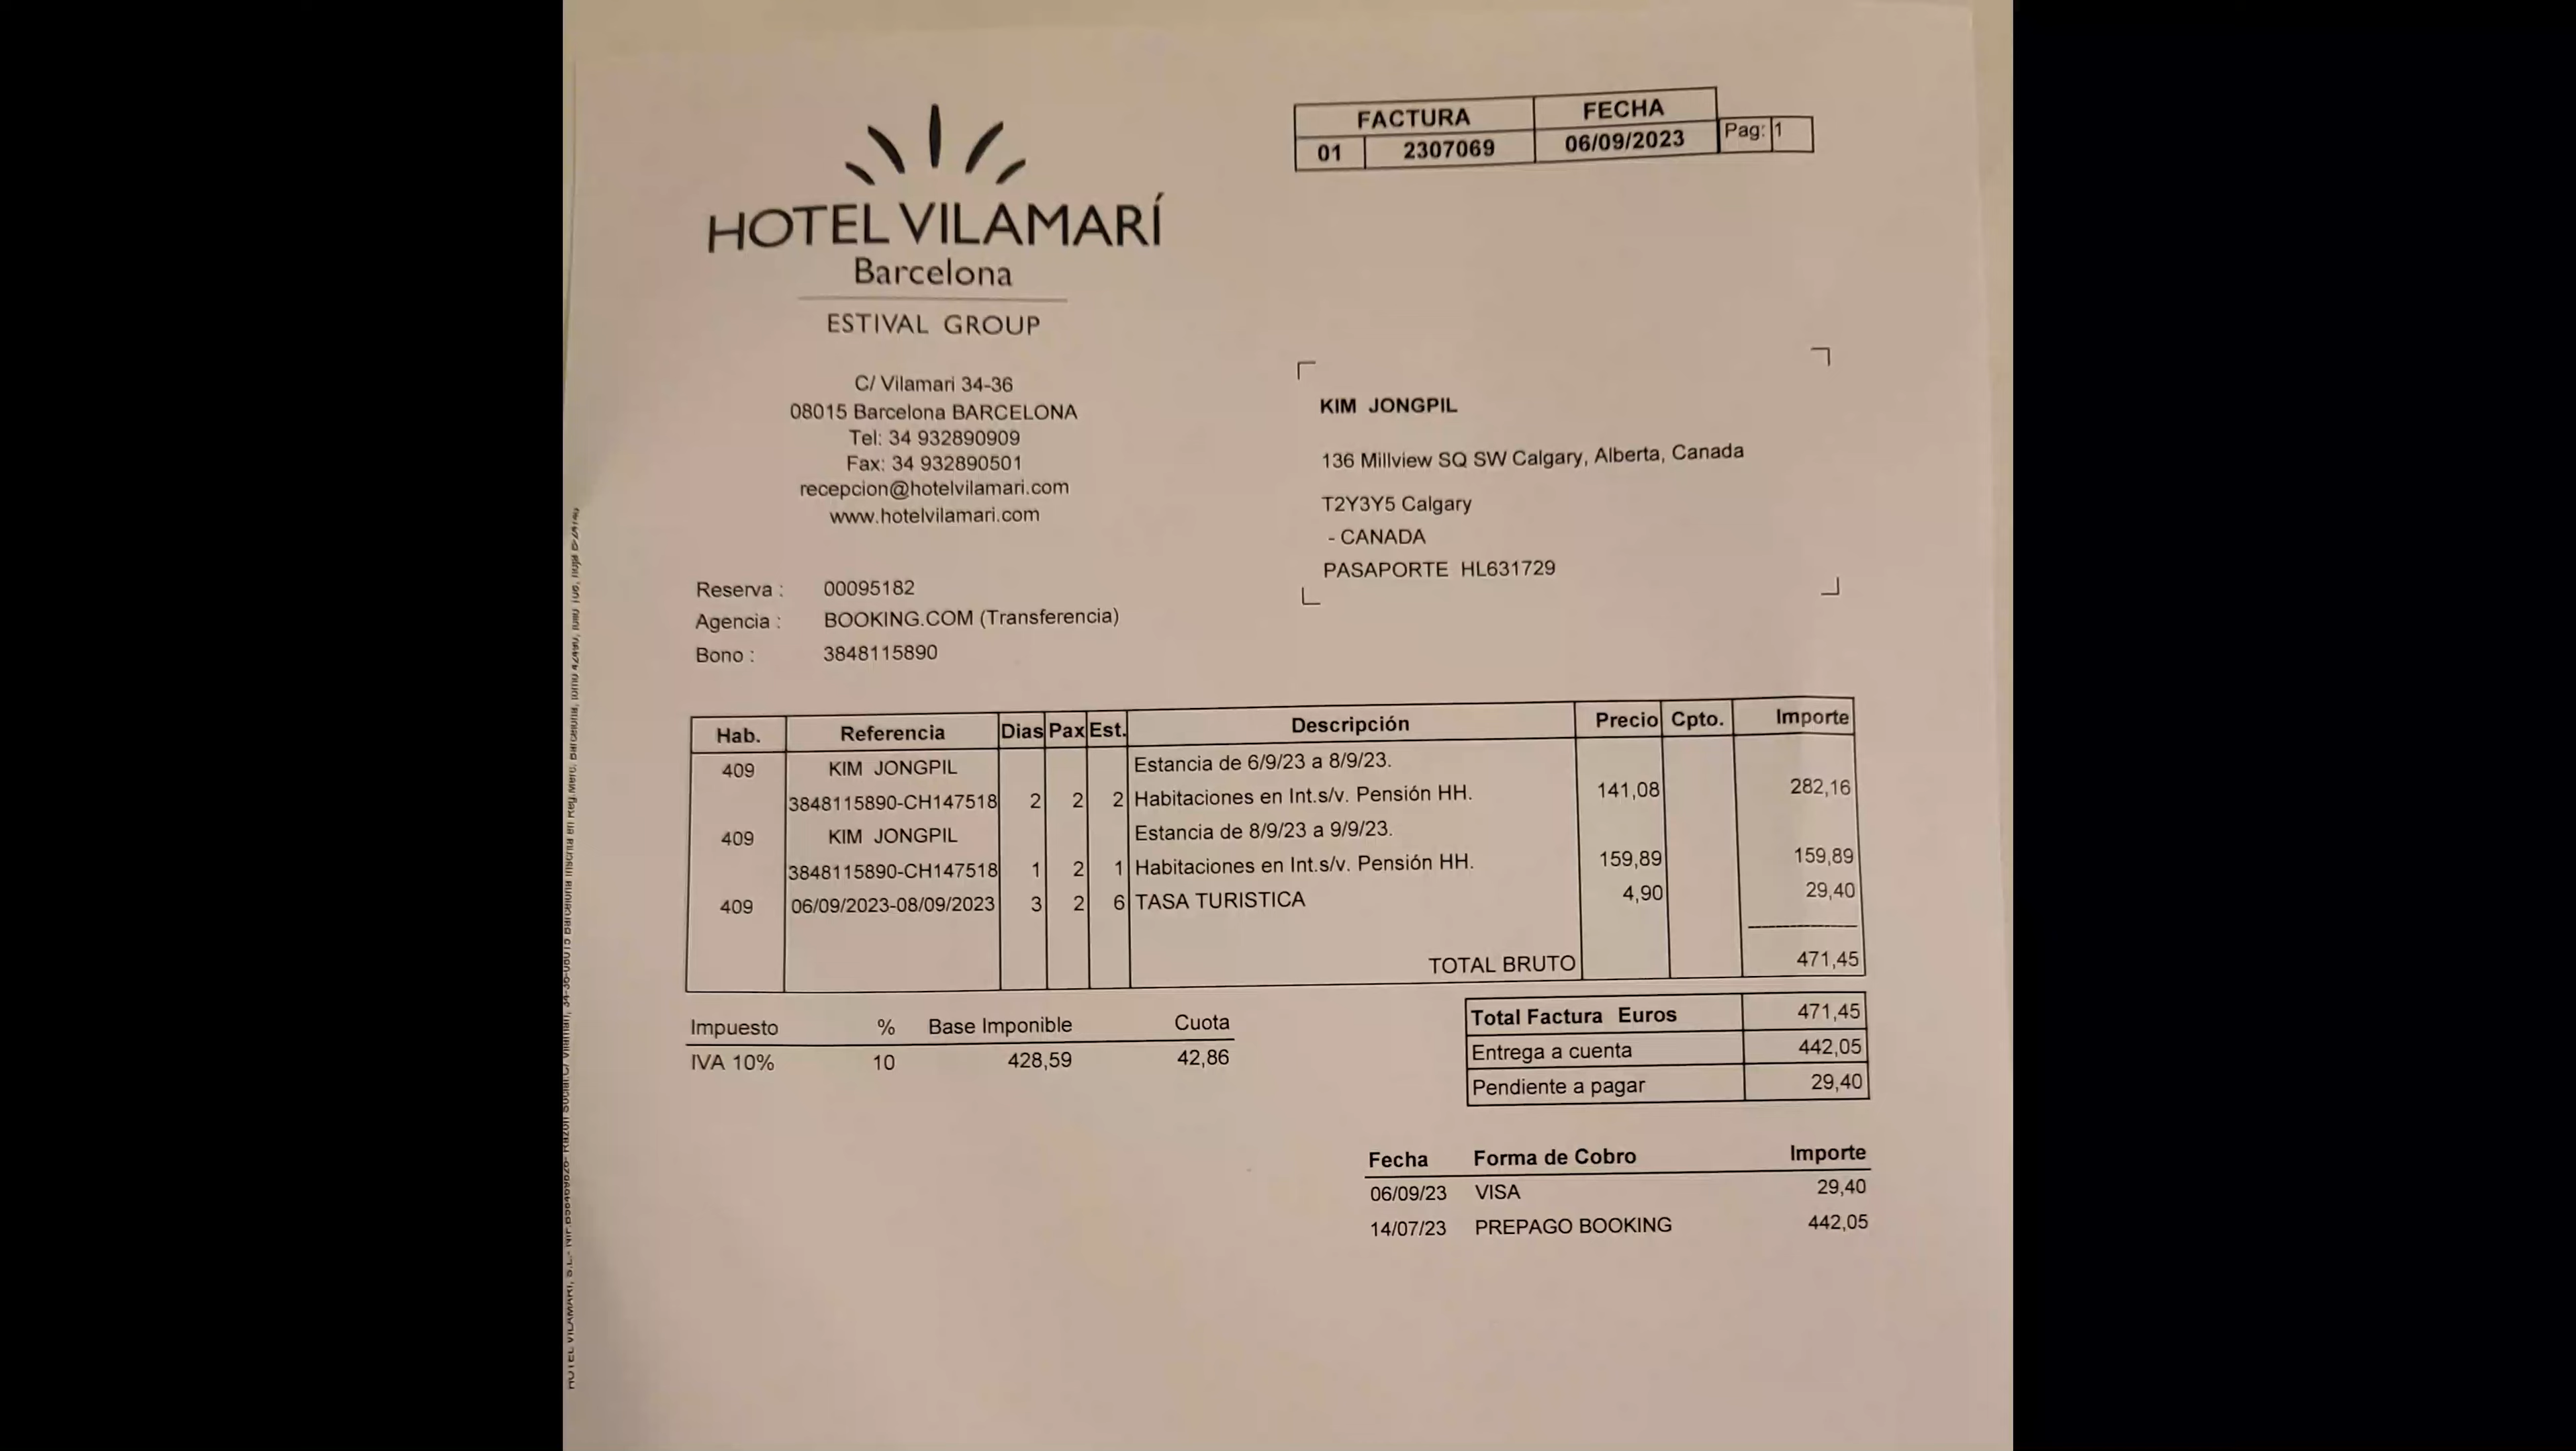 FACTURA FECHA
01 2307069 06/09/2023 Pag: 1
HOTEL VILAMARÍ
Barcelona
ESTIVAL GROUP
C/ Vilamari 34-36
08015 Barcelona BARCELONA
Tel: 34 932890909
Fax: 34 932890501
recepcion@hotelvilamari.com
www.hotelvilamari.com
KIM JONGPIL
136 Millview SQ SW Calgary, Alberta, Canada
T2Y3Y5 Calgary
- CANADA
PASAPORTE HL631729
Reserva : 00095182
Agencia : BOOKING.COM (Transferencia)
Bono : 3848115890
Hab. Referencia Dias Pax Est. Descripción Precio Cpto. Importe
409 KIM JONGPIL Estancia de 6/9/23 a 8/9/23.
3848115890-CH147518 2 2 2 Habitaciones en Int.s/v. Pensión HH. 141,08 282,16
409 KIM JONGPIL Estancia de 8/9/23 a 9/9/23.
3848115890-CH147518 1 2 1 Habitaciones en Int.s/v. Pensión HH. 159,89 159,89
409 06/09/2023-08/09/2023 3 2 6 TASA TURISTICA 4,90 29,40
TOTAL BRUTO 471,45
Impuesto % Base Imponible Cuota
IVA 10% 10 428,59 42,86
Total Factura Euros 471,45
Entrega a cuenta 442,05
Pendiente a pagar 29,40
Fecha Forma de Cobro Importe
06/09/23 VISA 29,40
14/07/23 PREPAGO BOOKING 442,05
HOTEL VILAMARI, S.L.